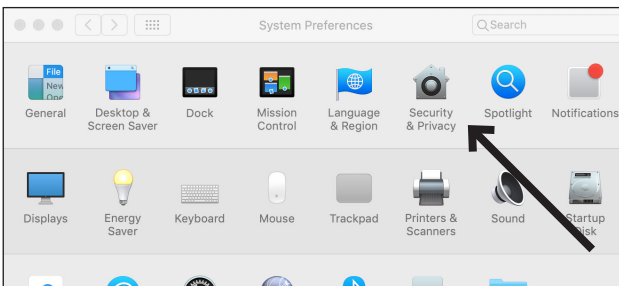 System Preferences
Search
File
New
One
General
Desktop &
Screen Saver
Dock
Mission
Control
Language
& Region
Security
& Privacy
Spotlight
Notifications
Displays
Energy
Saver
Keyboard
Mouse
Trackpad
Printers &
Scanners
Sound
Startup
Disk